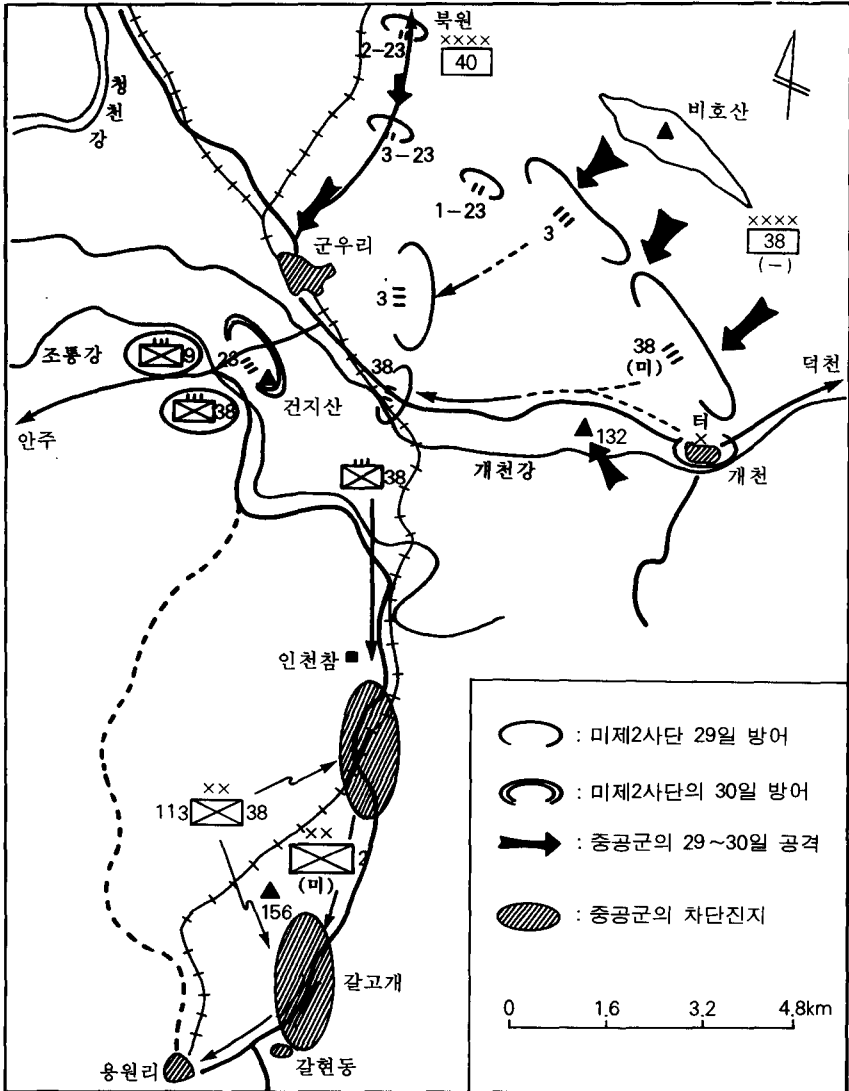 북원
2-23
××××
40
청천강
비호산
3-23
1-23
××××
38
(-)
3
군우리
3
38
(미)
덕천
조통강
9
23
38
건지산
38
터
×
132
안주
개천강
개천
38
인천참
××
113 38
××
2
(미)
156
갈고개
갈현동
용원리
: 미제2사단 29일 방어
: 미제2사단의 30일 방어
: 중공군의 29~30일 공격
: 중공군의 차단진지
0 1.6 3.2 4.8km